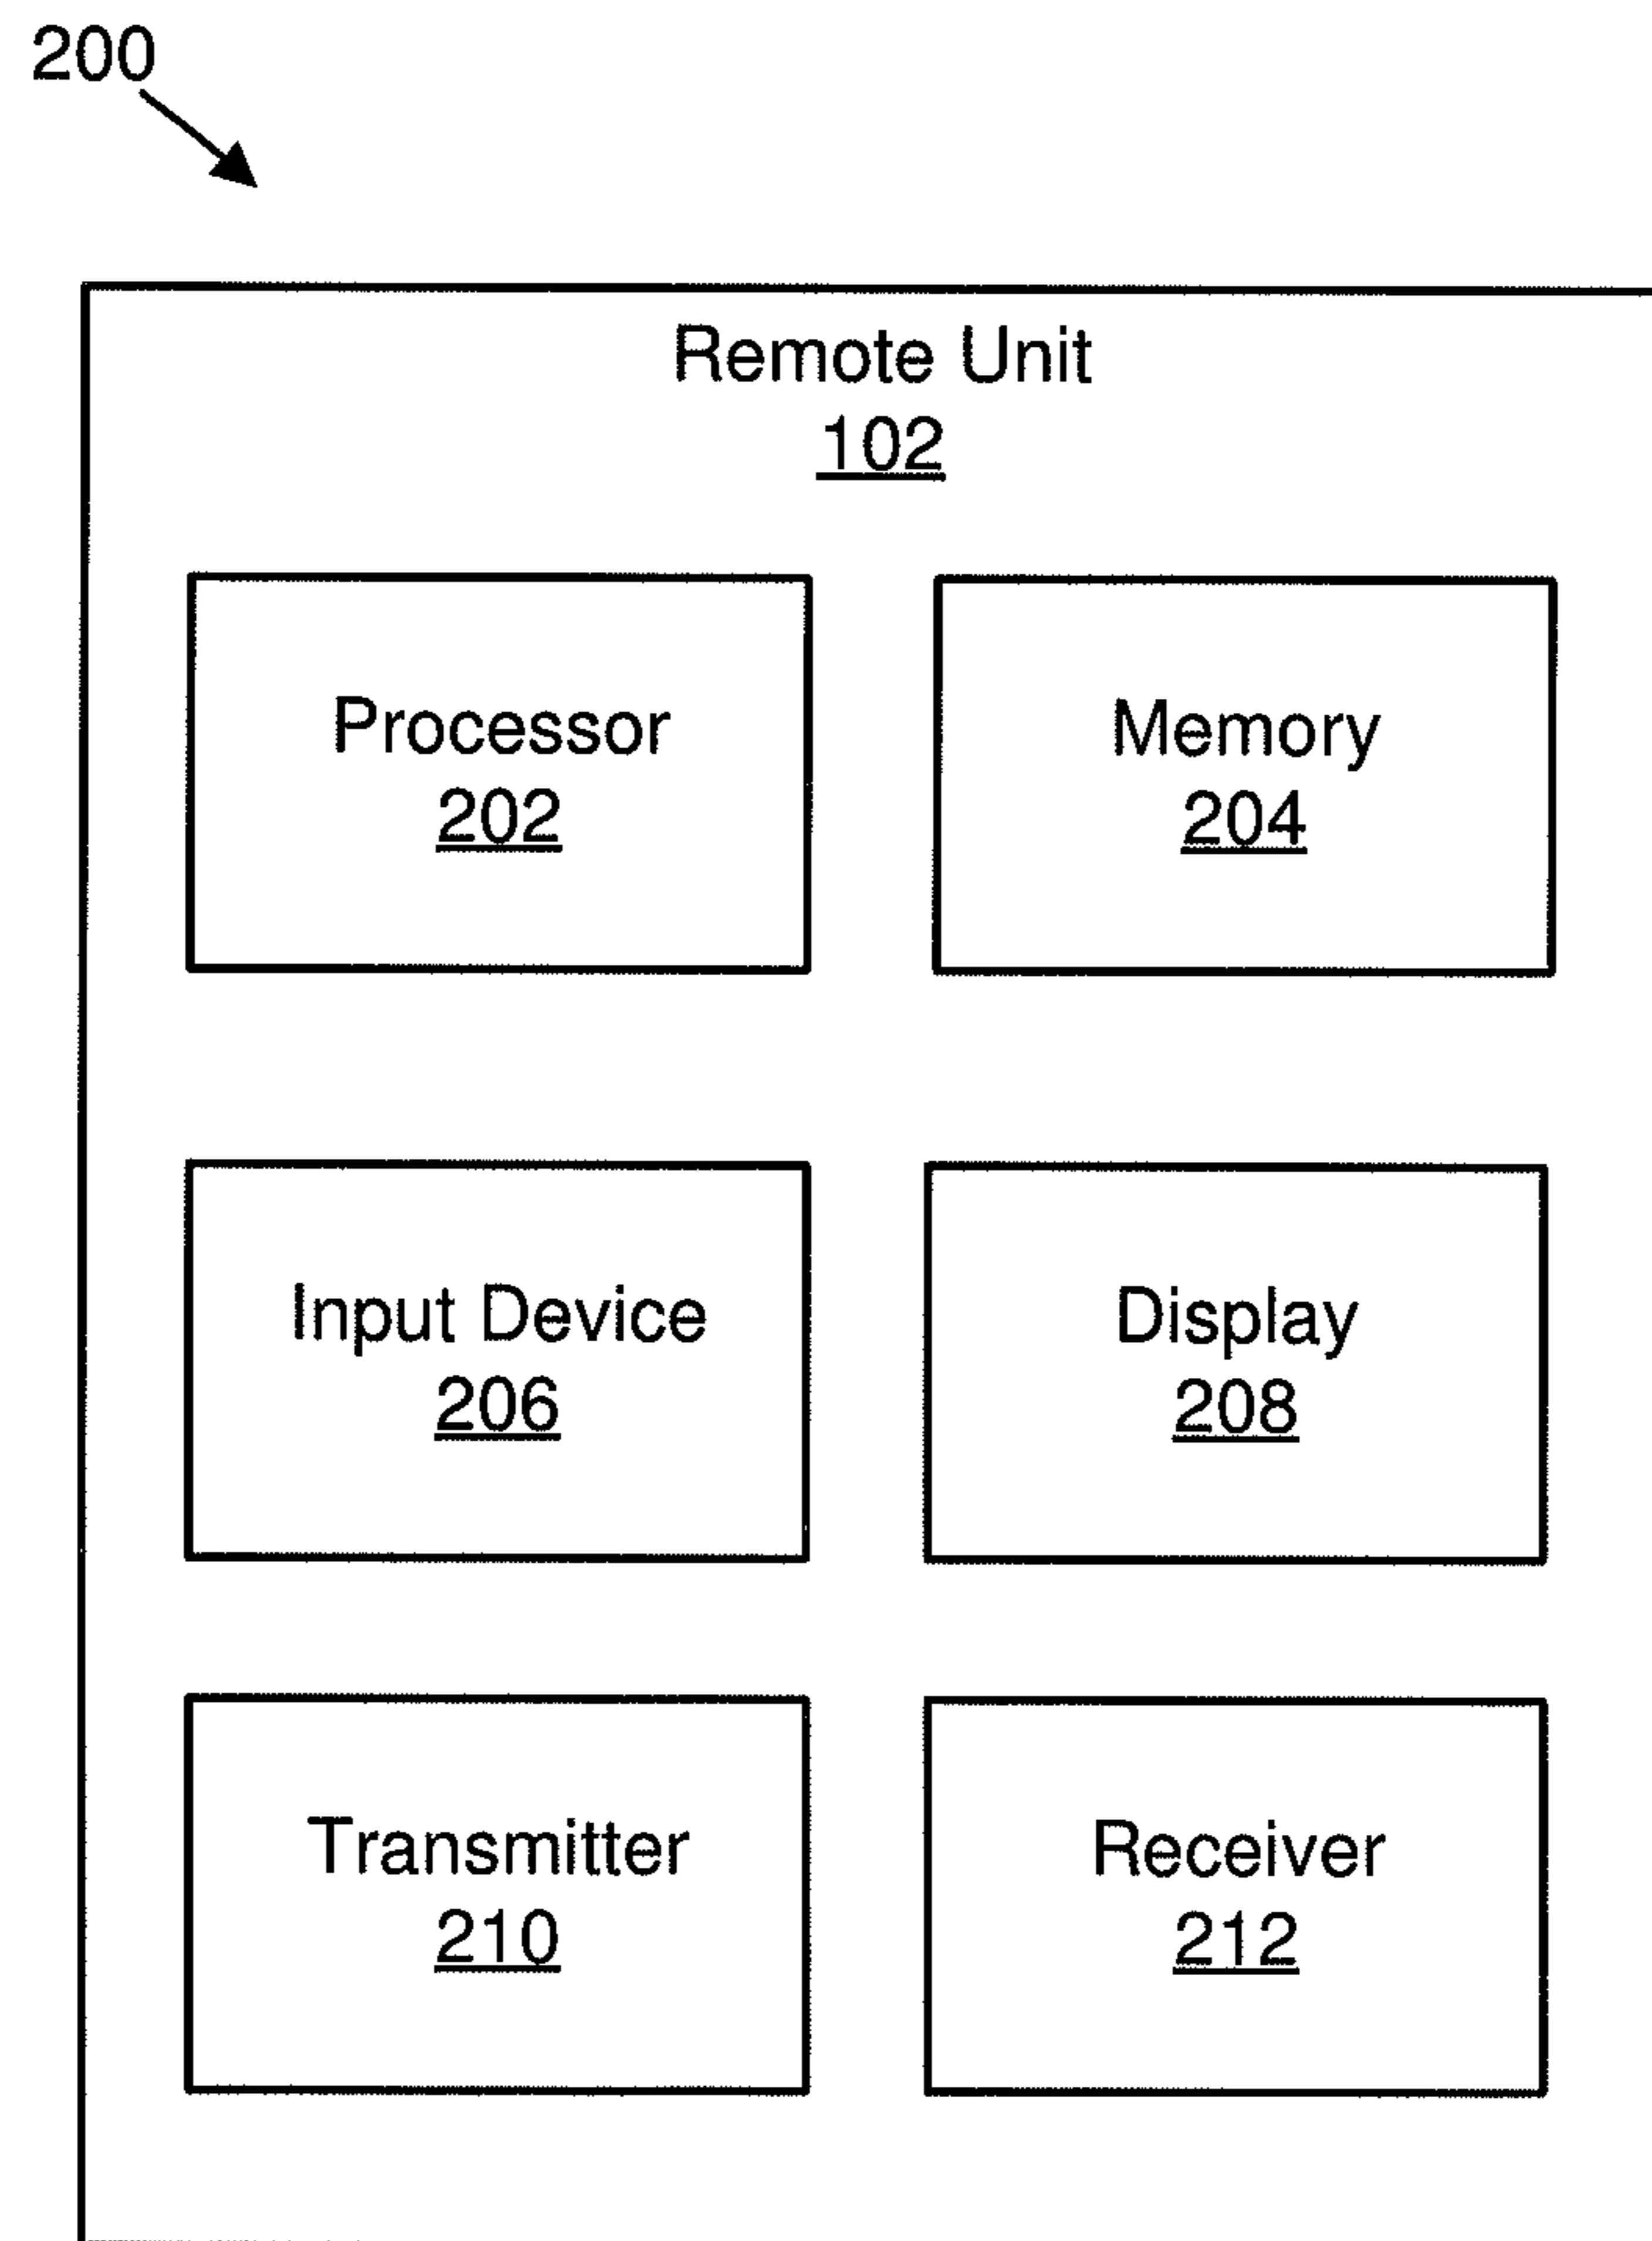 200
Remote Unit
102
Processor
202
Memory
204
Input Device
206
Display
208
Transmitter
210
Receiver
212